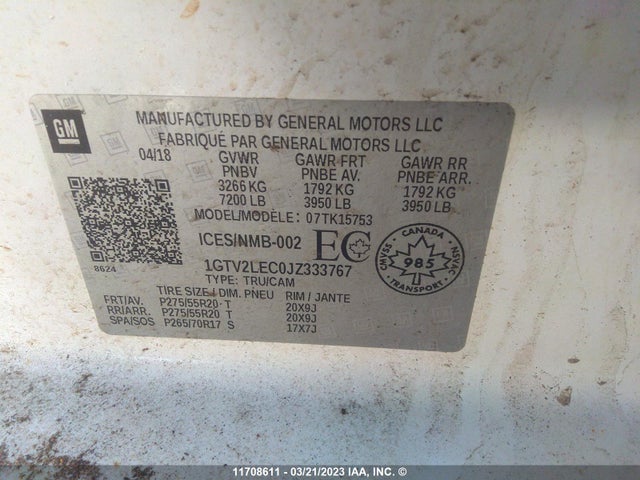 GM
MANUFACTURED BY GENERAL MOTORS LLC
FABRIQUÉ PAR GENERAL MOTORS LLC
04/18 GVWR GAWR FRT GAWR RR
PNBV PNBE AV. PNBE ARR.
3266 KG 1792 KG 1792 KG
7200 LB 3950 LB 3950 LB
MODEL/MODÈLE: 07TK15753
ICES/NMB-002 EC
8624
1GTV2LEC0JZ333767
TYPE: TRU/CAM
CANADA
CMVSS 985 NSVAC
TRANSPORT
TIRE SIZE / DIM. PNEU RIM / JANTE
FRT/AV. P275/55R20 T 20X9J
RR/ARR. P275/55R20 T 20X9J
SPA/SOS P265/70R17 S 17X7J
11708611 - 03/21/2023 IAA, Inc. ©